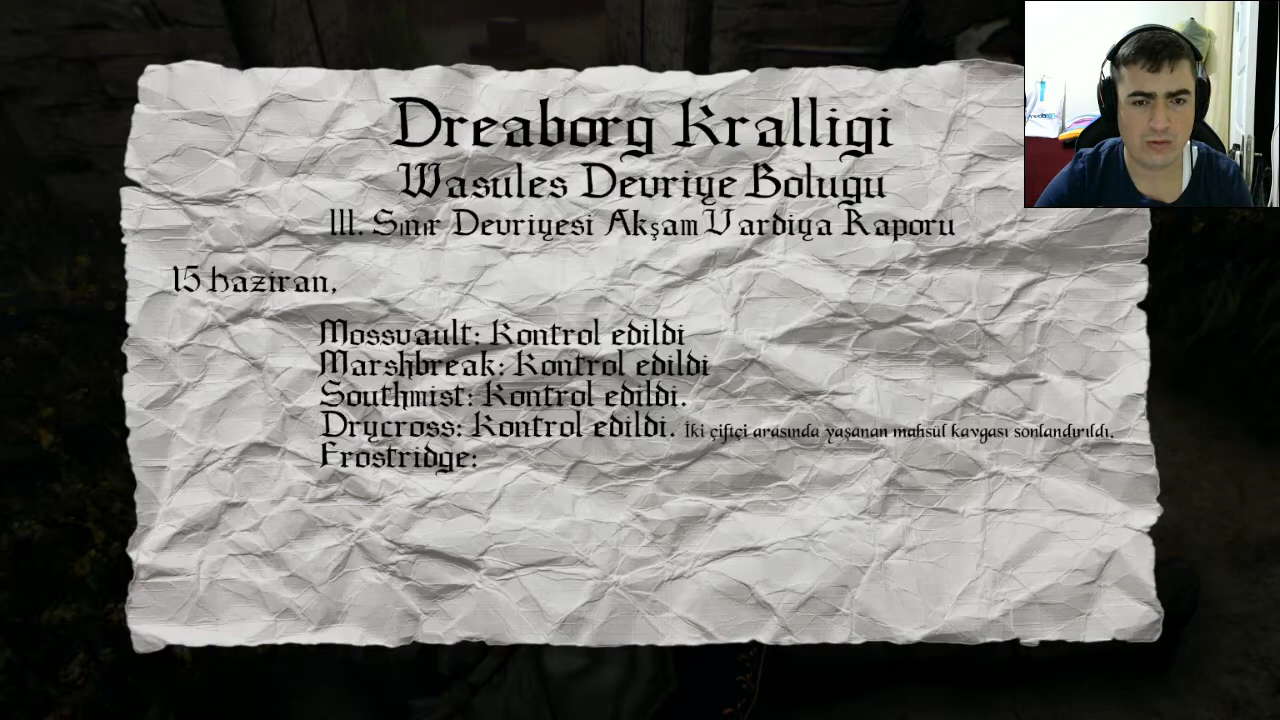 Dreaborg Kralligi
Wasules Devriye Bolugu
III. Sınır Devriyesi Akşam Vardiya Raporu
15 haziran,
Mossvault: Kontrol edildi
Marshbreak: Kontrol edildi
Southmist: Kontrol edildi.
Drycross: Kontrol edildi. İki çiftçi arasında yaşanan mahsül kavgası sonlandırıldı.
Frostridge: